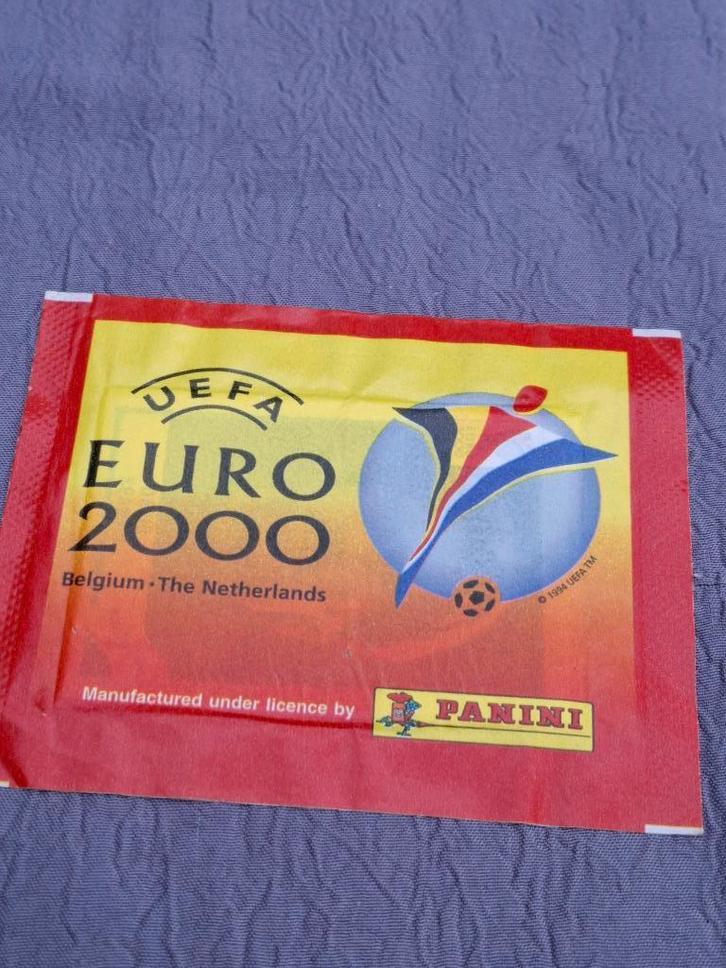 UEFA
EURO
2000
Belgium • The Netherlands
© 1994 UEFA TM
Manufactured under licence by
PANINI